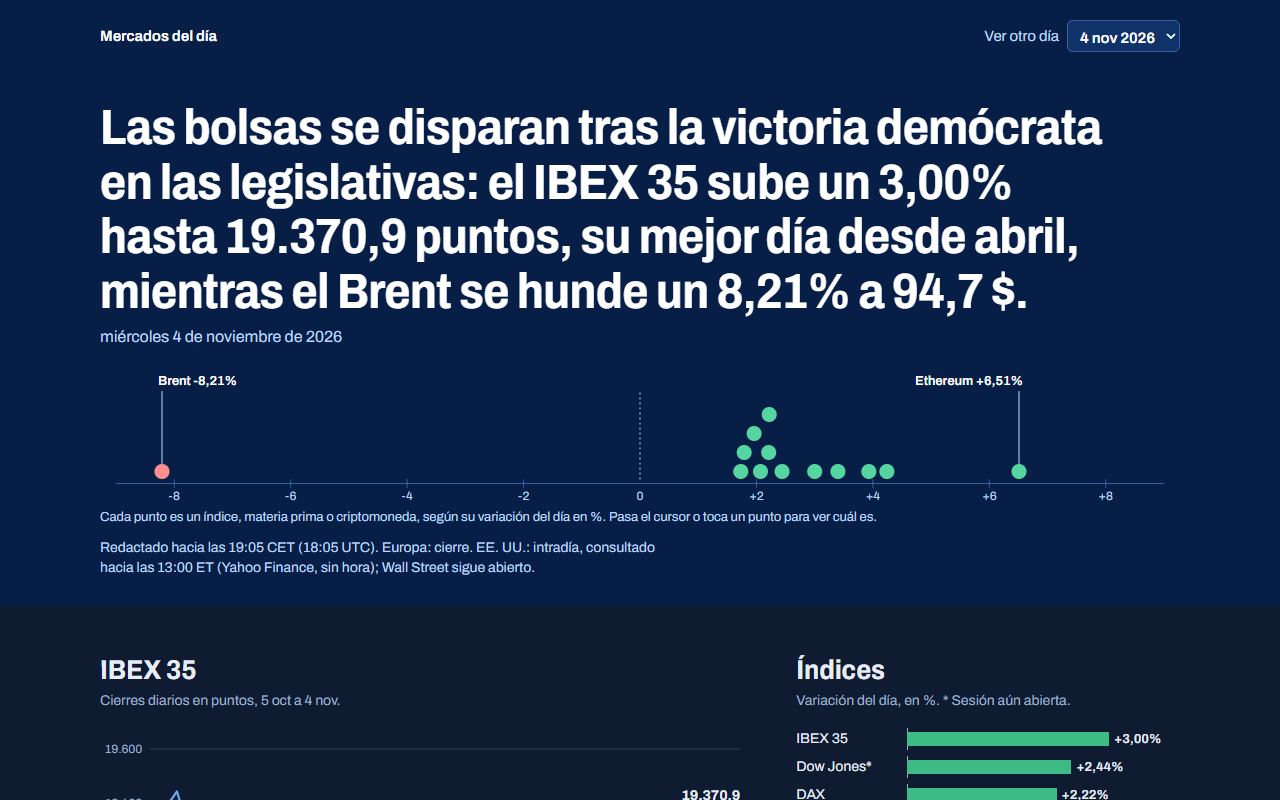 Mercados del día
Ver otro día
4 nov 2026
Las bolsas se disparan tras la victoria demócrata
en las legislativas: el IBEX 35 sube un 3,00%
hasta 19.370,9 puntos, su mejor día desde abril,
mientras el Brent se hunde un 8,21% a 94,7 $.
miércoles 4 de noviembre de 2026
Brent -8,21%
Ethereum +6,51%
-8 -6 -4 -2 0 +2 +4 +6 +8
Cada punto es un índice, materia prima o criptomoneda, según su variación del día en %. Pasa el cursor o toca un punto para ver cuál es.
Redactado hacia las 19:05 CET (18:05 UTC). Europa: cierre. EE. UU.: intradía, consultado
hacia las 13:00 ET (Yahoo Finance, sin hora); Wall Street sigue abierto.
IBEX 35
Cierres diarios en puntos, 5 oct a 4 nov.
19.600
19.370,9
Índices
Variación del día, en %. * Sesión aún abierta.
IBEX 35 +3,00%
Dow Jones* +2,44%
DAX +2,22%